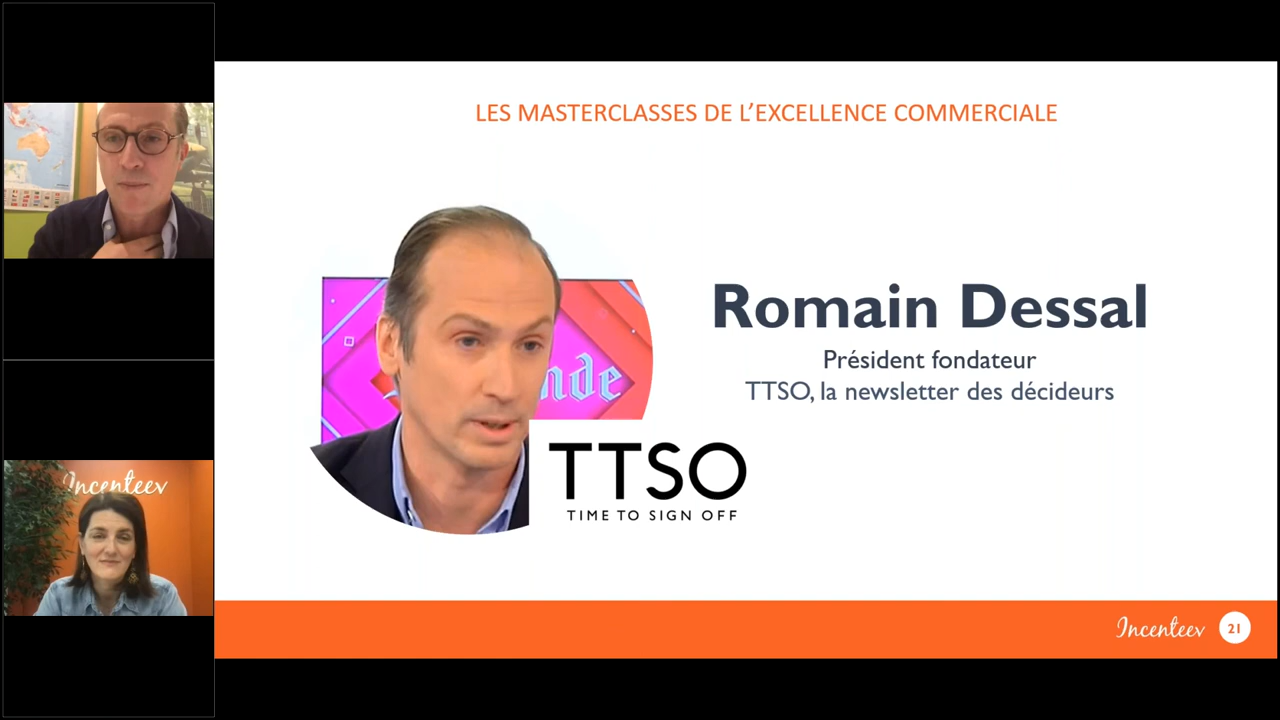 LES MASTERCLASSES DE L’EXCELLENCE COMMERCIALE
Romain Dessal
Président fondateur
TTSO, la newsletter des décideurs
nde
TTSO
TIME TO SIGN OFF
Incenteev
Incenteev
21